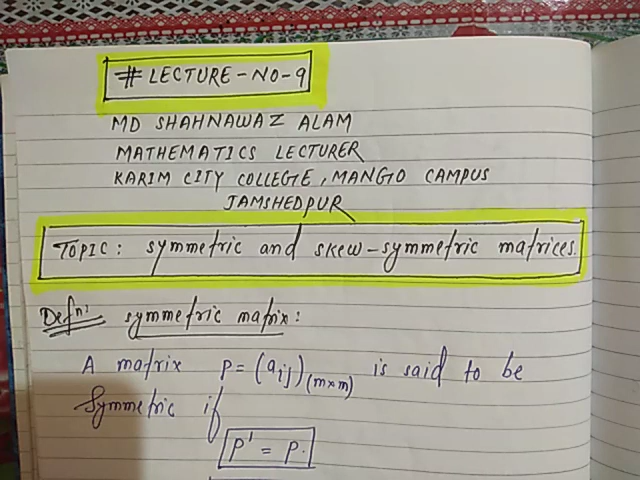 # LECTURE-NO-9
MD SHAHNAWAZ ALAM
MATHEMATICS LECTURER
KARIM CITY COLLEGE, MANGO CAMPUS
JAMSHEDPUR
TOPIC: symmetric and skew-symmetric matrices.
Defn: symmetric matrix:
A matrix P = (aij)(m×m) is said to be
Symmetric if
P' = P.